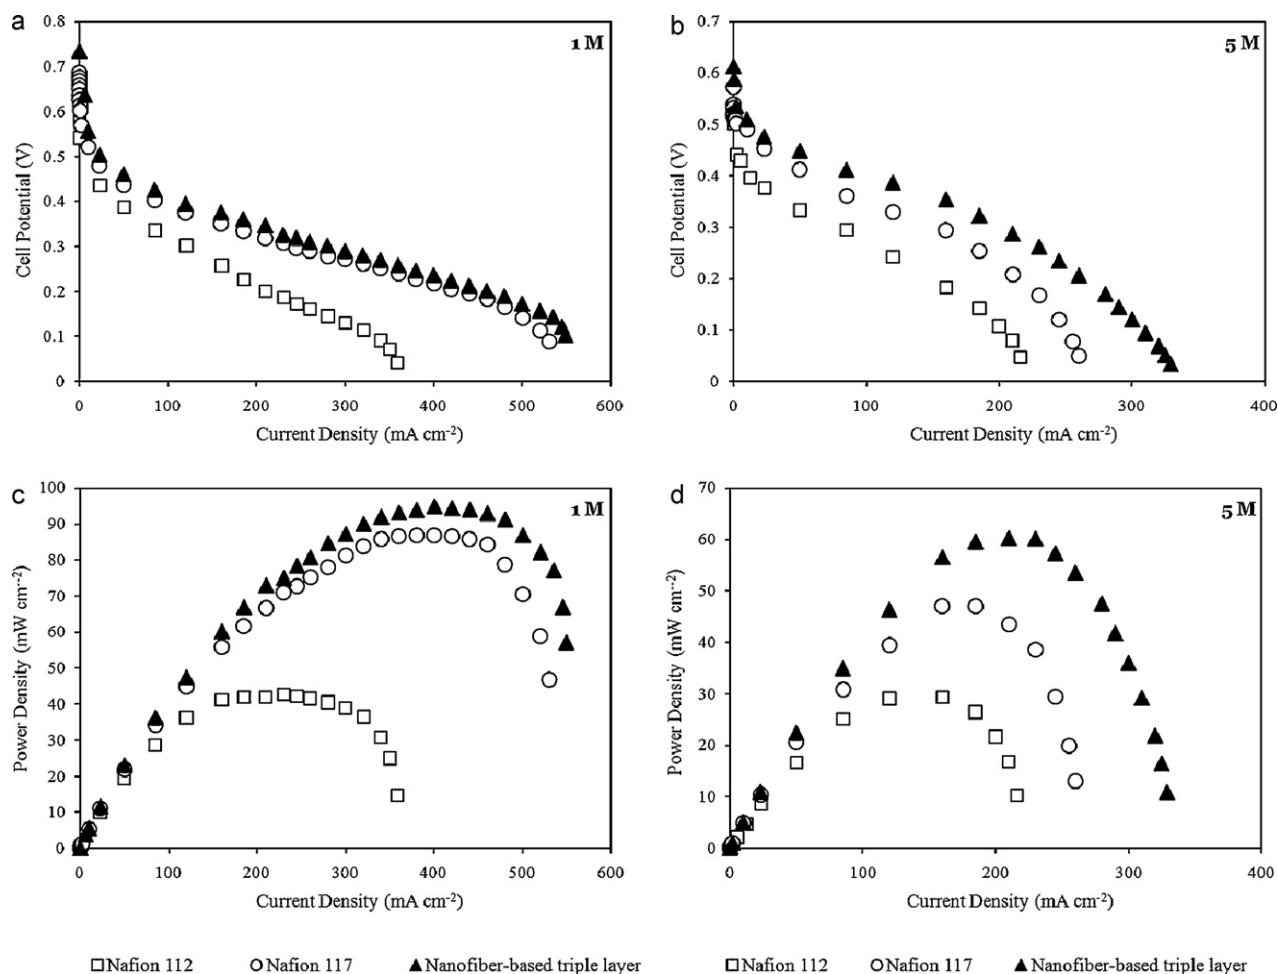 a
1 M
0.8
0.7
0.6
0.5
0.4
0.3
0.2
0.1
0
Cell Potential (V)
0 100 200 300 400 500 600
Current Density (mA cm-2)
b
5 M
0.7
0.6
0.5
0.4
0.3
0.2
0.1
0
Cell Potential (V)
0 100 200 300 400
Current Density (mA cm-2)
c
1 M
100
90
80
70
60
50
40
30
20
10
0
Power Density (mW cm--2)
0 100 200 300 400 500 600
Current Density (mA cm-2)
d
5 M
70
60
50
40
30
20
10
0
Power Density (mW cm--2)
0 100 200 300 400
Current Density (mA cm-2)
Nafion 112 Nafion 117 Nanofiber-based triple layer
Nafion 112 Nafion 117 Nanofiber-based triple layer